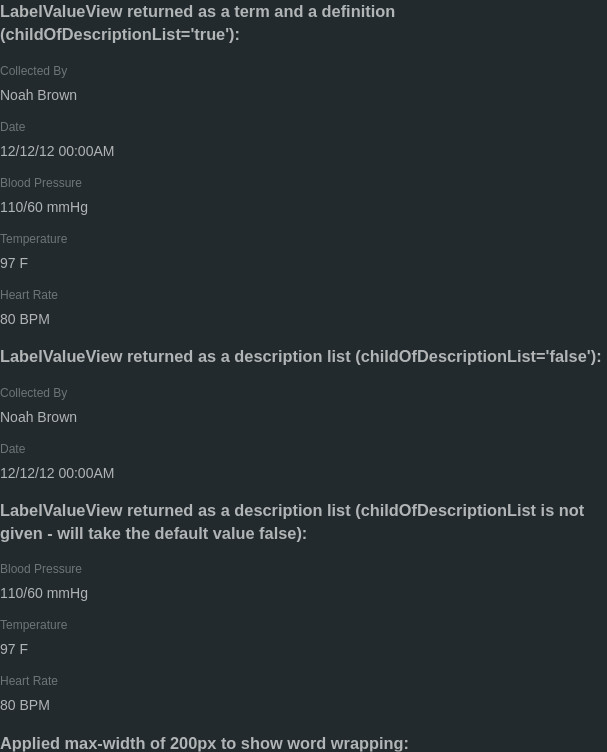 LabelValueView returned as a term and a definition
(childOfDescriptionList='true'):
Collected By
Noah Brown
Date
12/12/12 00:00AM
Blood Pressure
110/60 mmHg
Temperature
97 F
Heart Rate
80 BPM
LabelValueView returned as a description list (childOfDescriptionList='false'):
Collected By
Noah Brown
Date
12/12/12 00:00AM
LabelValueView returned as a description list (childOfDescriptionList is not
given - will take the default value false):
Blood Pressure
110/60 mmHg
Temperature
97 F
Heart Rate
80 BPM
Applied max-width of 200px to show word wrapping: